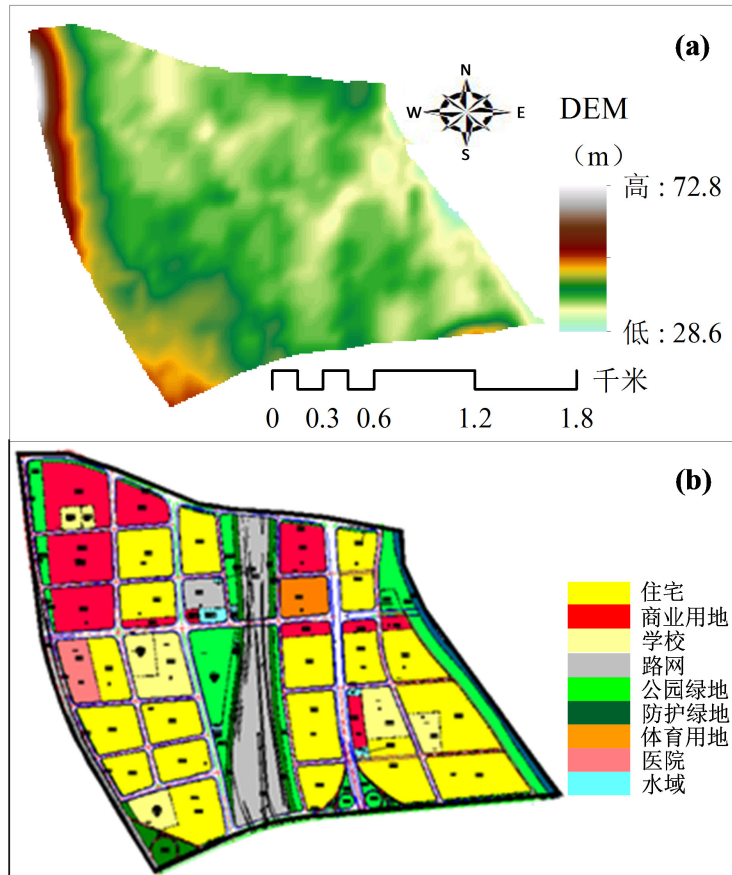 (a)
N
W E
S
DEM
（m）
高 : 72.8
低 : 28.6
千米
0 0.3 0.6 1.2 1.8
(b)
住宅
商业用地
学校
路网
公园绿地
防护绿地
体育用地
医院
水域